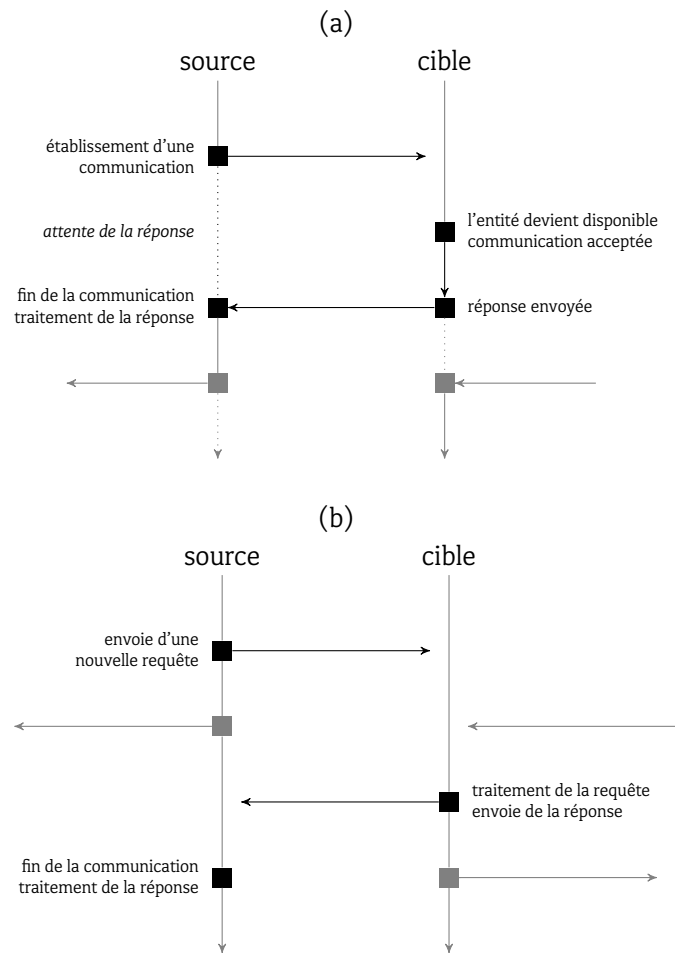 (a)
source
cible
établissement d'une
communication
attente de la réponse
l'entité devient disponible
communication acceptée
fin de la communication
traitement de la réponse
réponse envoyée
(b)
source
cible
envoie d'une
nouvelle requête
traitement de la requête
envoie de la réponse
fin de la communication
traitement de la réponse